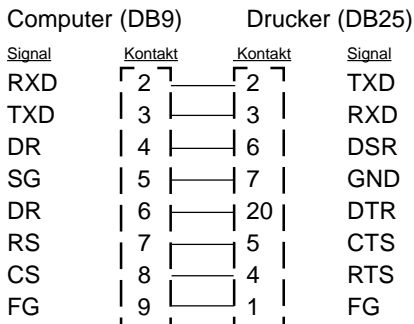 Computer (DB9) Drucker (DB25)
Signal Kontakt Kontakt Signal
RXD 2 2 TXD
TXD 3 3 RXD
DR 4 6 DSR
SG 5 7 GND
DR 6 20 DTR
RS 7 5 CTS
CS 8 4 RTS
FG 9 1 FG